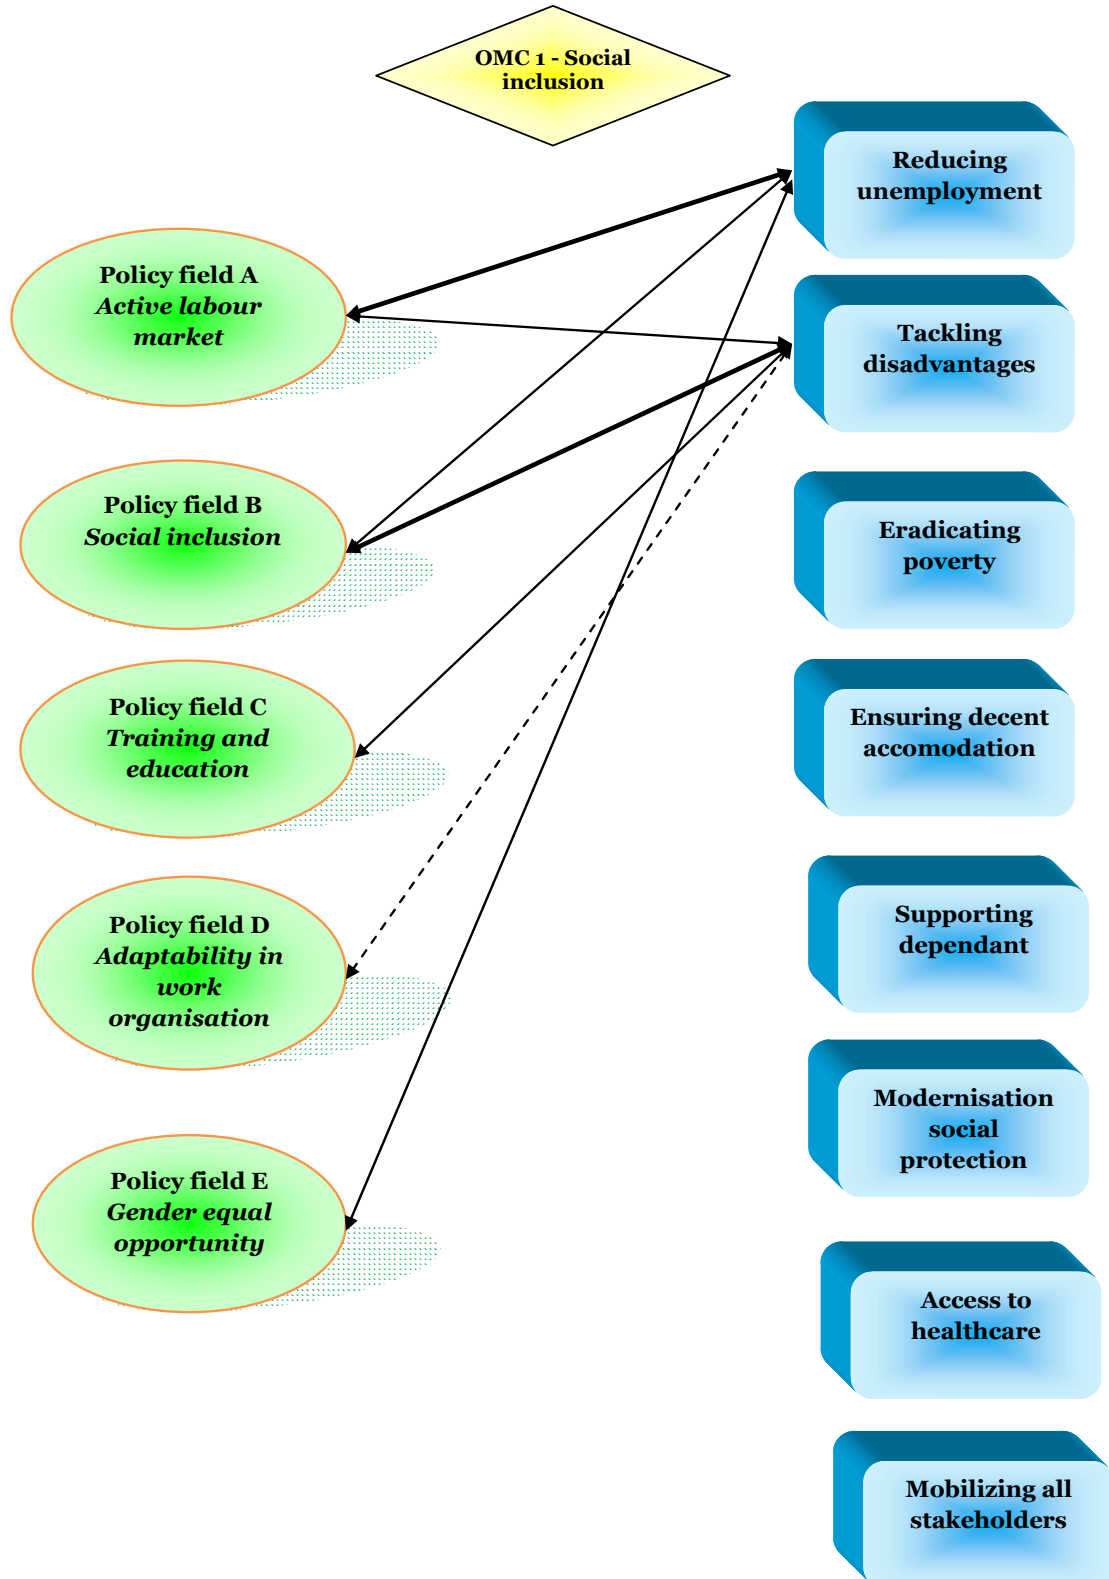 OMC 1 - Social
inclusion
Reducing
unemployment
Policy field A
Active labour
market
Tackling
disadvantages
Policy field B
Social inclusion
Eradicating
poverty
Policy field C
Training and
education
Ensuring decent
accomodation
Policy field D
Adaptability in
work
organisation
Supporting
dependant
Modernisation
social
protection
Policy field E
Gender equal
opportunity
Access to
healthcare
Mobilizing all
stakeholders